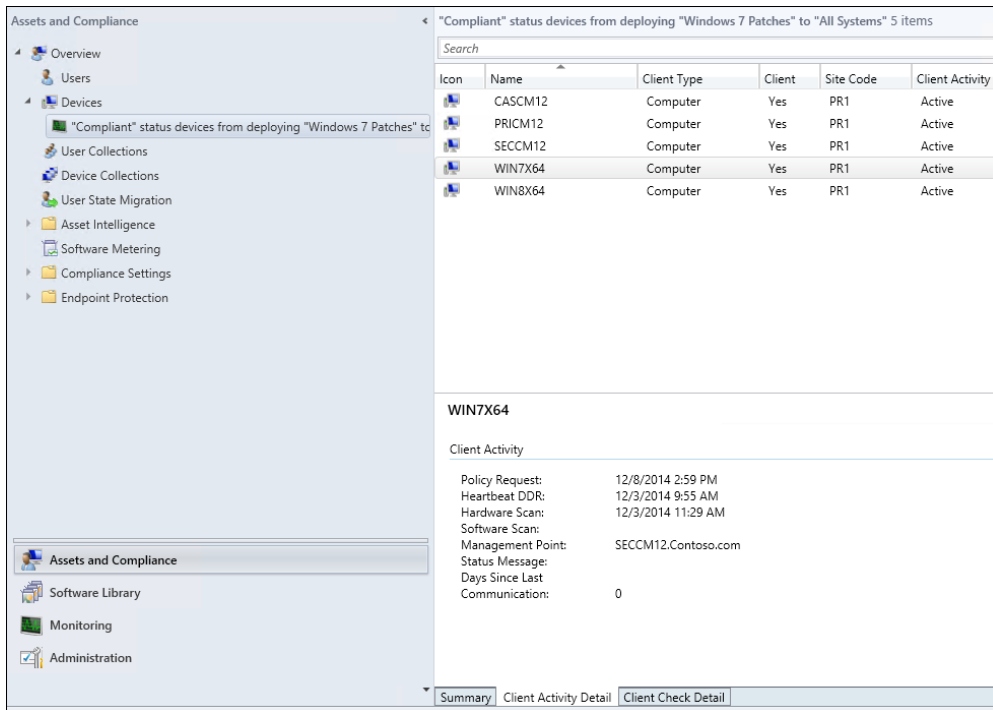 Assets and Compliance
Overview
Users
Devices
"Compliant" status devices from deploying "Windows 7 Patches" to
User Collections
Device Collections
User State Migration
Asset Intelligence
Software Metering
Compliance Settings
Endpoint Protection
Assets and Compliance
Software Library
Monitoring
Administration
"Compliant" status devices from deploying "Windows 7 Patches" to "All Systems" 5 items
Search
Icon Name Client Type Client Site Code Client Activity
CASCM12 Computer Yes PR1 Active
PRICM12 Computer Yes PR1 Active
SECCM12 Computer Yes PR1 Active
WIN7X64 Computer Yes PR1 Active
WIN8X64 Computer Yes PR1 Active
WIN7X64
Client Activity
Policy Request: 12/8/2014 2:59 PM
Heartbeat DDR: 12/3/2014 9:55 AM
Hardware Scan: 12/3/2014 11:29 AM
Software Scan:
Management Point: SECCM12.Contoso.com
Status Message:
Days Since Last
Communication: 0
Summary Client Activity Detail Client Check Detail